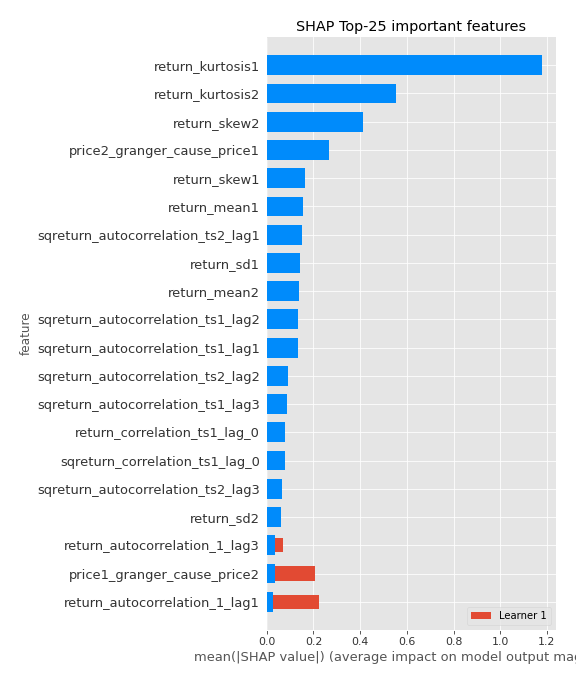 SHAP Top-25 important features
return_kurtosis1
return_kurtosis2
return_skew2
price2_granger_cause_price1
return_skew1
return_mean1
sqreturn_autocorrelation_ts2_lag1
return_sd1
return_mean2
sqreturn_autocorrelation_ts1_lag2
sqreturn_autocorrelation_ts1_lag1
sqreturn_autocorrelation_ts2_lag2
sqreturn_autocorrelation_ts1_lag3
return_correlation_ts1_lag_0
sqreturn_correlation_ts1_lag_0
sqreturn_autocorrelation_ts2_lag3
return_sd2
return_autocorrelation_1_lag3
price1_granger_cause_price2
return_autocorrelation_1_lag1
feature
Learner 1
0.0 0.2 0.4 0.6 0.8 1.0 1.2
mean(|SHAP value|) (average impact on model output mag